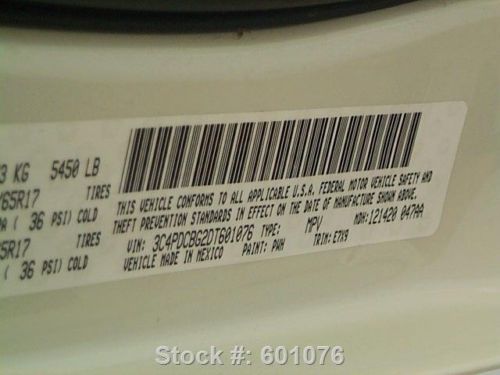 3 KG 5450 LB
65R17 TIRES
( 36 PSI) COLD
5R17 TIRES
( 36 PSI) COLD
THIS VEHICLE CONFORMS TO ALL APPLICABLE U.S.A. FEDERAL MOTOR VEHICLE SAFETY AND
THEFT PREVENTION STANDARDS IN EFFECT ON THE DATE OF MANUFACTURE SHOWN ABOVE.
MDH: 121420 047AA
VIN: 3C4PDCBG2DT601076 TYPE: MPV
VEHICLE MADE IN MEXICO PAINT: PWH TRIM: E7X9
Stock #: 601076